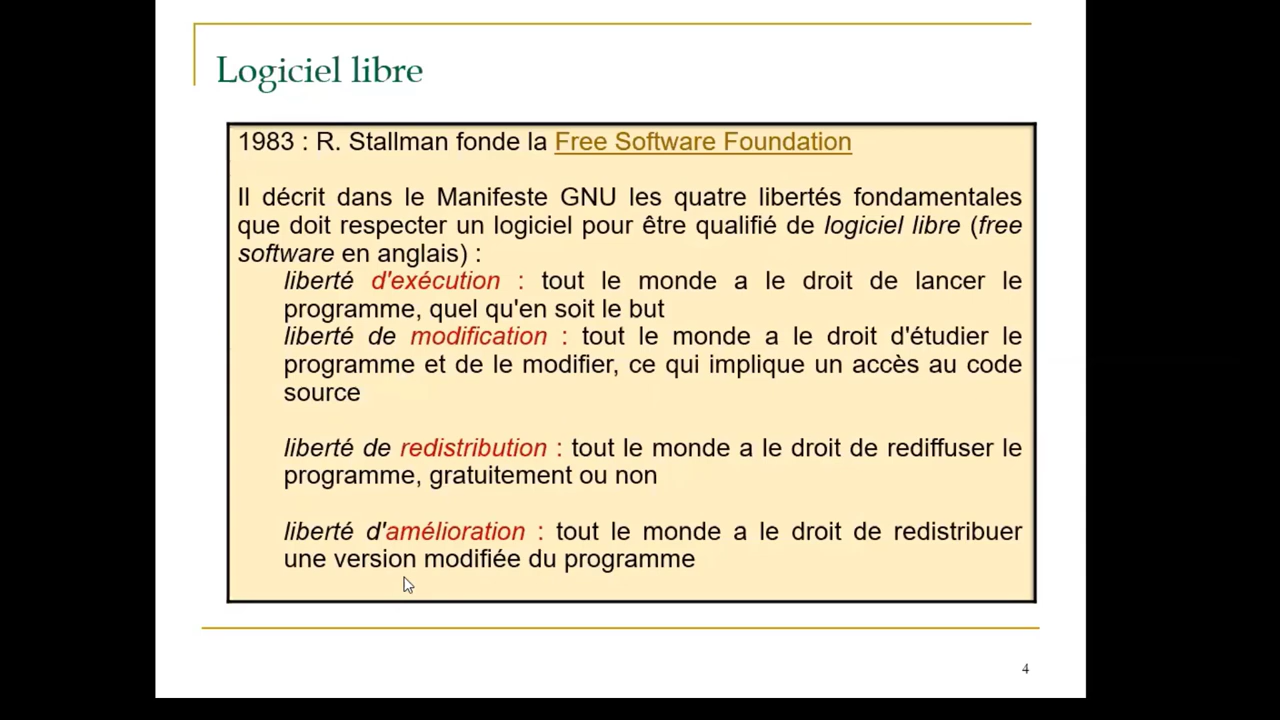 Logiciel libre
1983 : R. Stallman fonde la Free Software Foundation
Il décrit dans le Manifeste GNU les quatre libertés fondamentales
que doit respecter un logiciel pour être qualifié de logiciel libre (free
software en anglais) :
liberté d'exécution : tout le monde a le droit de lancer le
programme, quel qu'en soit le but
liberté de modification : tout le monde a le droit d'étudier le
programme et de le modifier, ce qui implique un accès au code
source
liberté de redistribution : tout le monde a le droit de rediffuser le
programme, gratuitement ou non
liberté d'amélioration : tout le monde a le droit de redistribuer
une version modifiée du programme
4